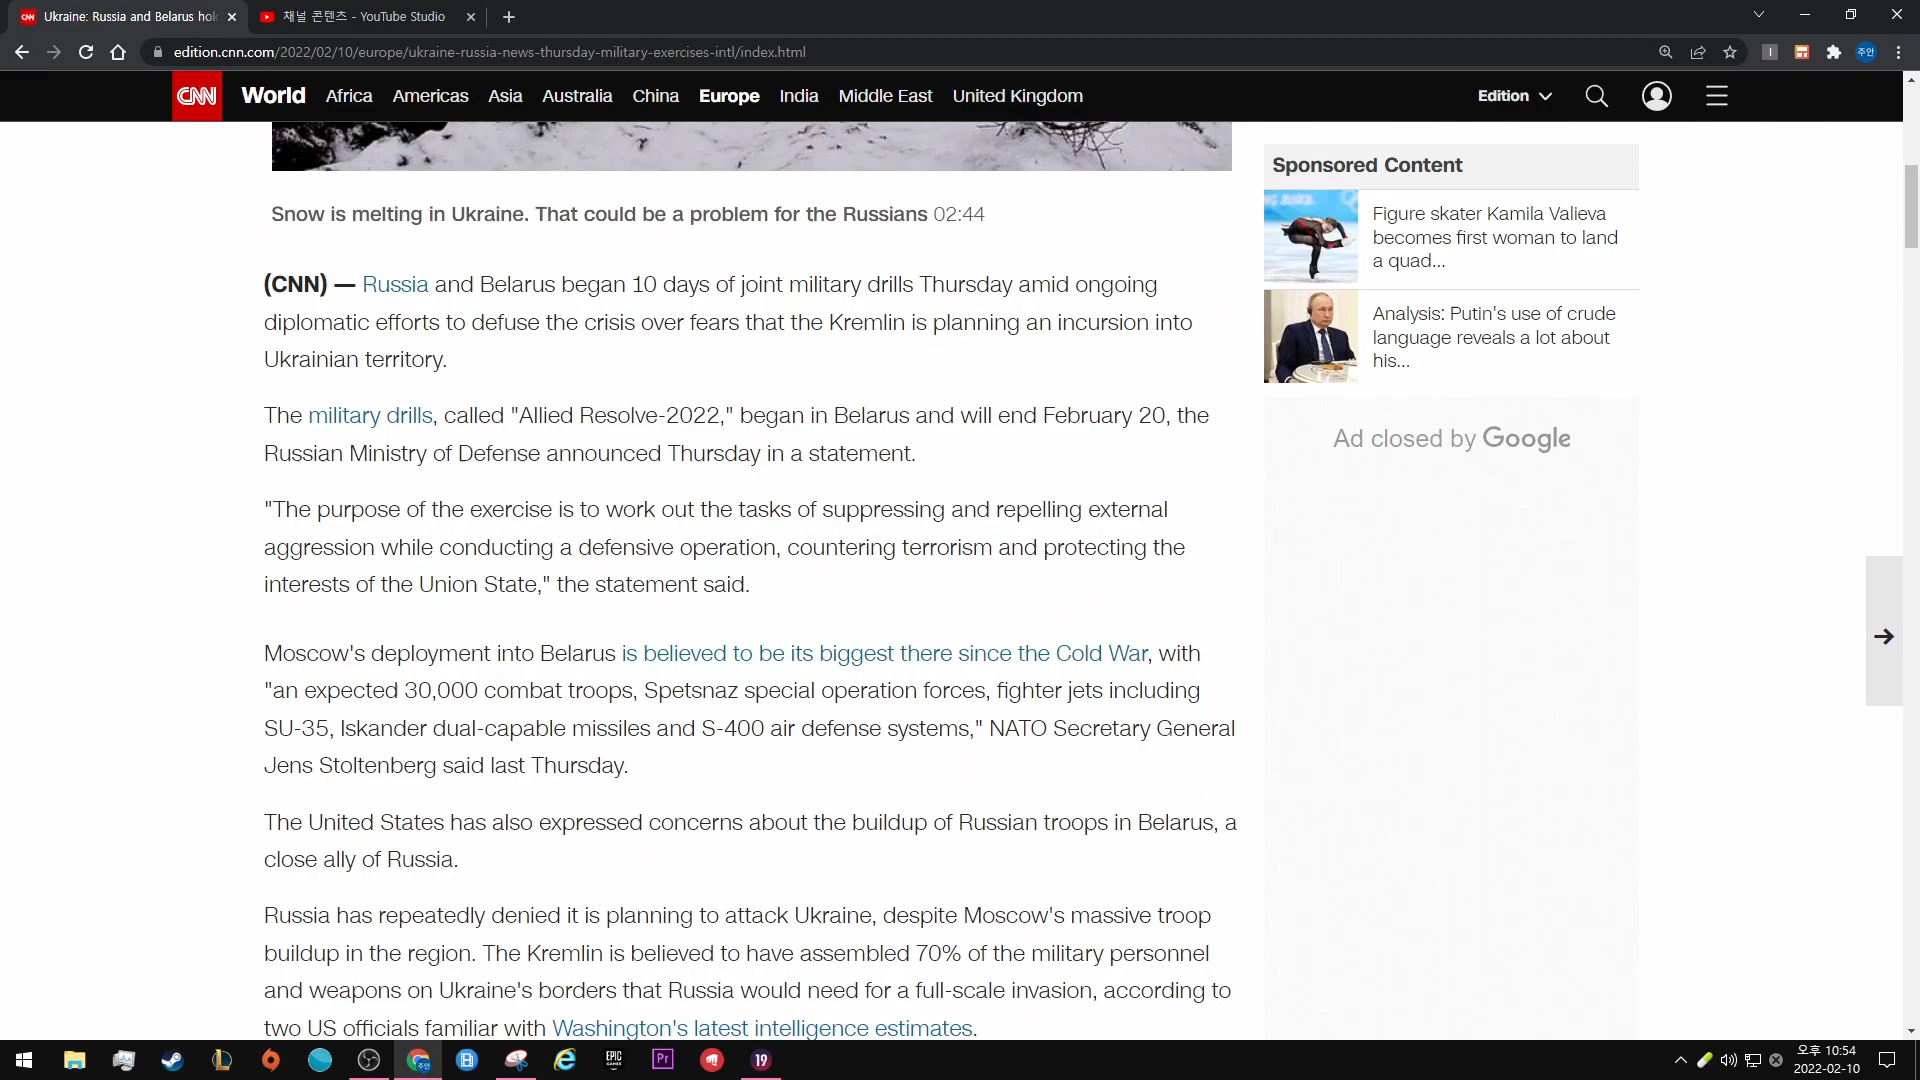 Ukraine: Russia and Belarus hol
채널 콘텐츠 - YouTube Studio
edition.cnn.com/2022/02/10/europe/ukraine-russia-news-thursday-military-exercises-intl/index.html
주안
CNN World Africa Americas Asia Australia China Europe India Middle East United Kingdom Edition
Snow is melting in Ukraine. That could be a problem for the Russians 02:44
(CNN) — Russia and Belarus began 10 days of joint military drills Thursday amid ongoing
diplomatic efforts to defuse the crisis over fears that the Kremlin is planning an incursion into
Ukrainian territory.
The military drills, called "Allied Resolve-2022," began in Belarus and will end February 20, the
Russian Ministry of Defense announced Thursday in a statement.
"The purpose of the exercise is to work out the tasks of suppressing and repelling external
aggression while conducting a defensive operation, countering terrorism and protecting the
interests of the Union State," the statement said.
Moscow's deployment into Belarus is believed to be its biggest there since the Cold War, with
"an expected 30,000 combat troops, Spetsnaz special operation forces, fighter jets including
SU-35, Iskander dual-capable missiles and S-400 air defense systems," NATO Secretary General
Jens Stoltenberg said last Thursday.
The United States has also expressed concerns about the buildup of Russian troops in Belarus, a
close ally of Russia.
Russia has repeatedly denied it is planning to attack Ukraine, despite Moscow's massive troop
buildup in the region. The Kremlin is believed to have assembled 70% of the military personnel
and weapons on Ukraine's borders that Russia would need for a full-scale invasion, according to
two US officials familiar with Washington's latest intelligence estimates.
Sponsored Content
Figure skater Kamila Valieva
becomes first woman to land
a quad...
Analysis: Putin's use of crude
language reveals a lot about
his...
Ad closed by Google
EPIC
GAMES
Pr
19
오후 10:54
2022-02-10